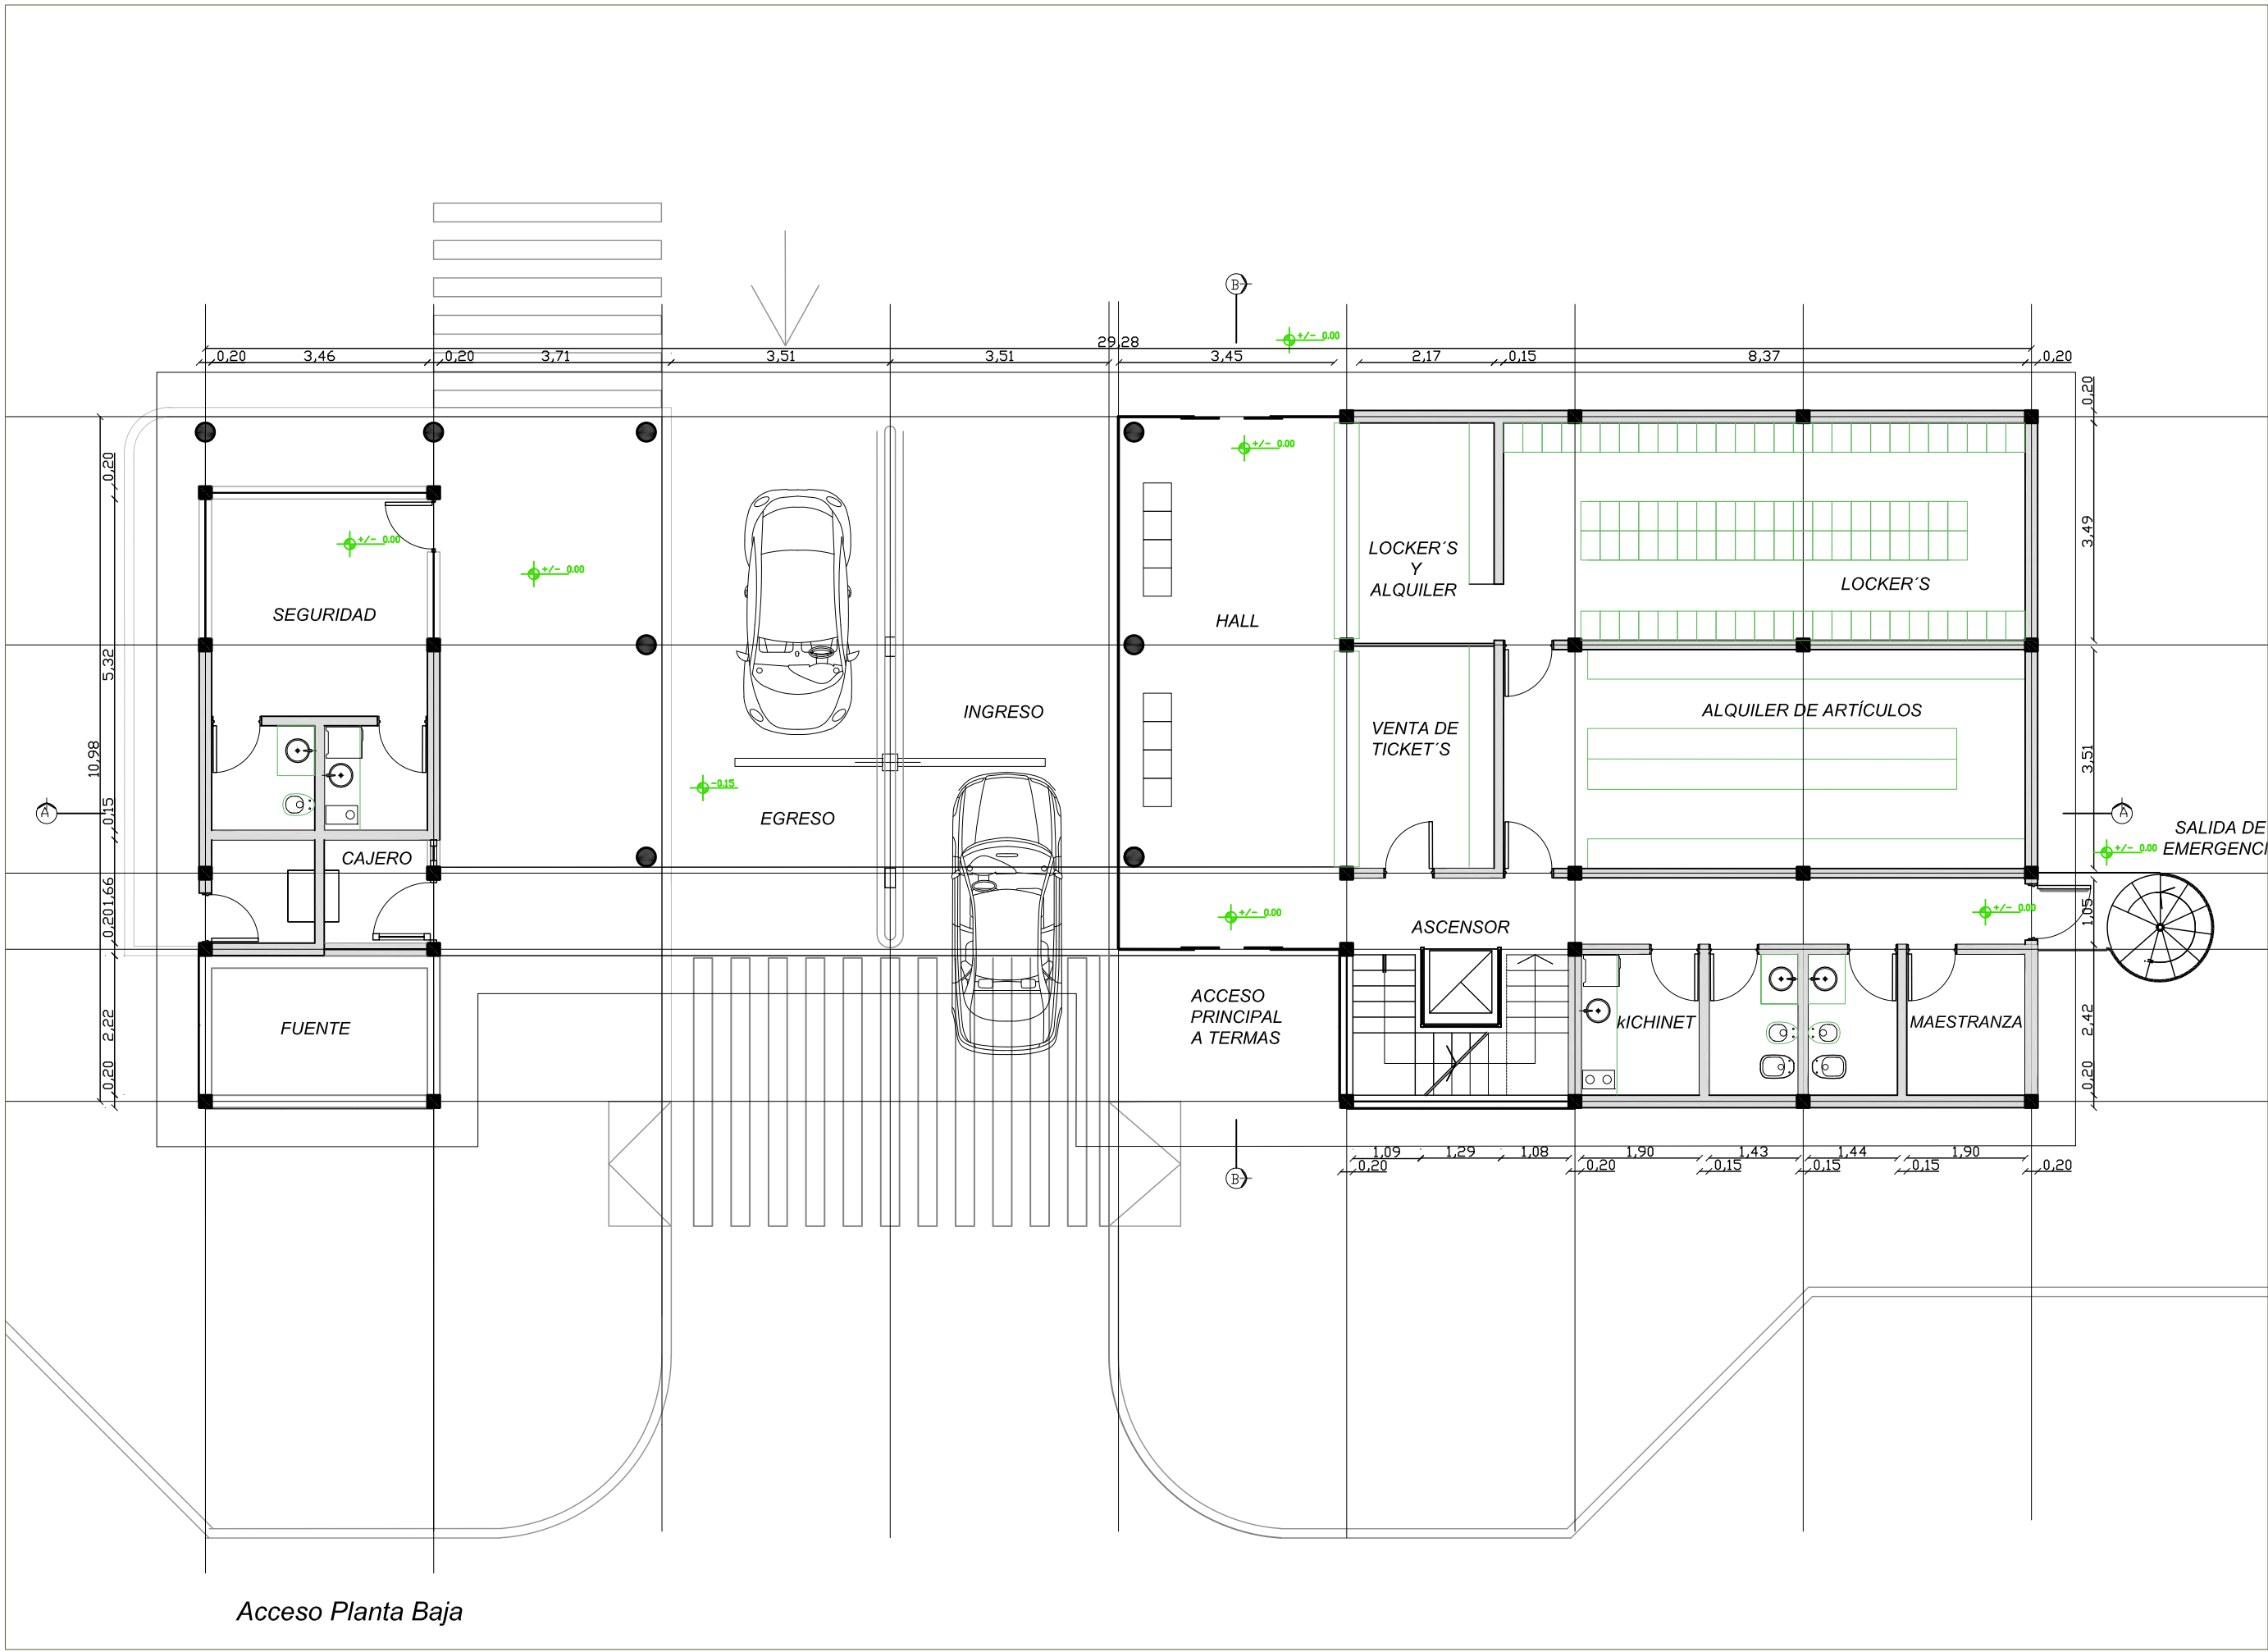 B
+/- 0.00
29,28
0,20 3,46 0,20 3,71 3,51 3,51 3,45 2,17 0,15 8,37 0,20
0,20
+/- 0.00
0,20
+/- 0.00
+/- 0.00
3,49
LOCKER´S
Y
ALQUILER
LOCKER´S
SEGURIDAD
HALL
5,32
INGRESO
ALQUILER DE ARTÍCULOS
VENTA DE
TICKET´S
10,98
3,51
-0.15
A
0,15
EGRESO
A
SALIDA DE
EMERGENCI
+/- 0.00
CAJERO
1,66
0,20
+/- 0.00
+/- 0.00
1,05
ASCENSOR
ACCESO
PRINCIPAL
A TERMAS
FUENTE
2,22
kICHINET
MAESTRANZA
2,42
0,20
0,20
1,09 1,29 1,08 1,90 1,43 1,44 1,90
0,20 0,20 0,15 0,15 0,15 0,20
B
Acceso Planta Baja